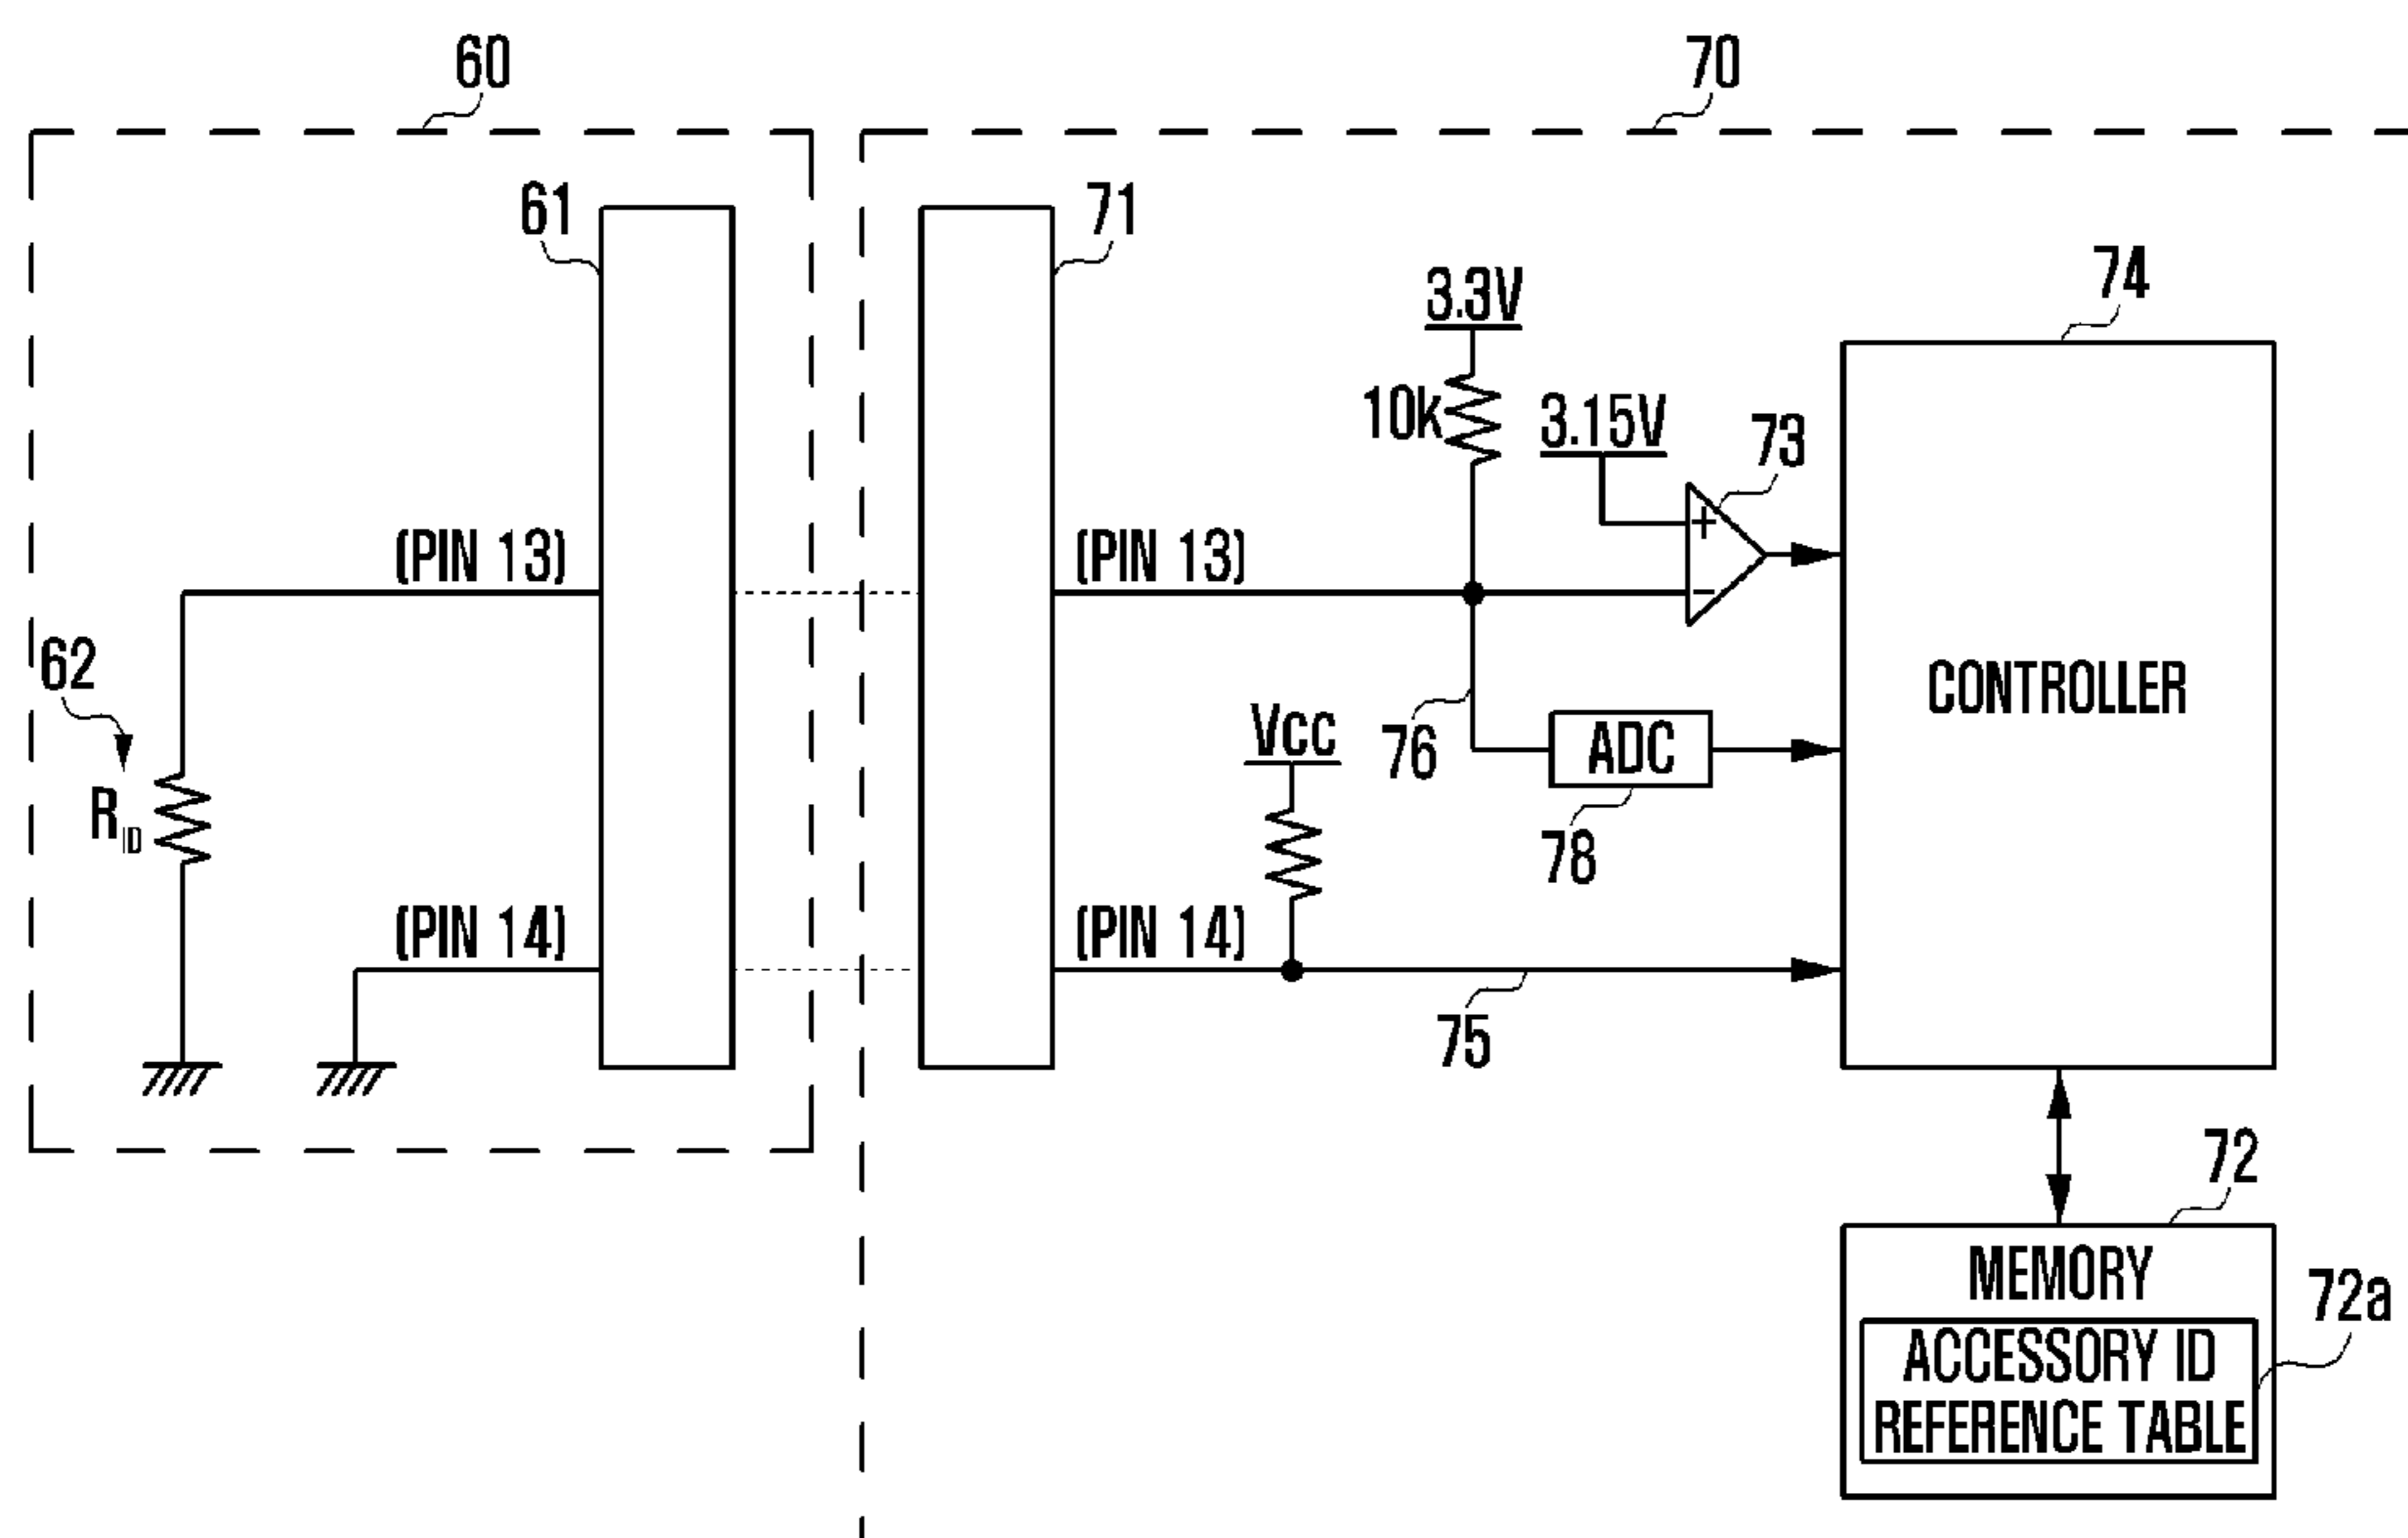 60
70
61
71
3.3V
74
10k
3.15V
73
(PIN 13)
(PIN 13)
+
−
62
CONTROLLER
76
VCC
ADC
RID
78
(PIN 14)
(PIN 14)
75
72
MEMORY
72a
ACCESSORY ID
REFERENCE TABLE